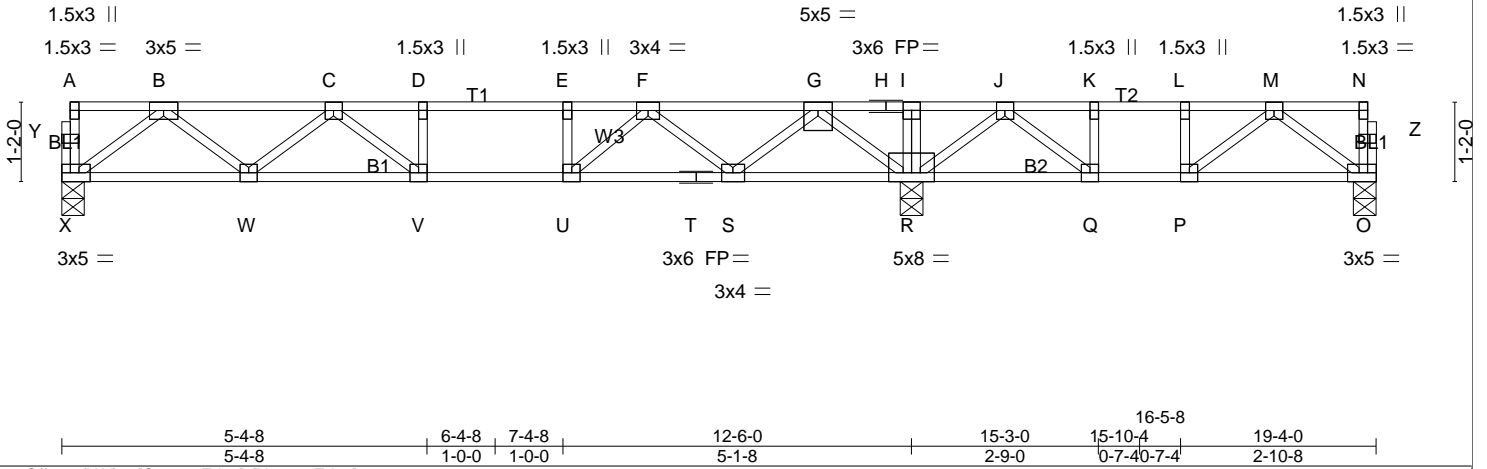 1.5x3 || 5x5 = 1.5x3 ||
1.5x3 = 3x5 = 1.5x3 || 1.5x3 || 3x4 = 3x6 FP= 1.5x3 || 1.5x3 || 1.5x3 =
A B C D E F G H I J K L M N
T1 T2
1-2-0 Y BL1 W3 BL1 Z 1-2-0
B1 B2
X W V U T S R Q P O
3x5 = 3x6 FP= 5x8 = 3x5 =
3x4 =
16-5-8
5-4-8 6-4-8 7-4-8 12-6-0 15-3-0 15-10-4 19-4-0
5-4-8 1-0-0 1-0-0 5-1-8 2-9-0 0-7-4 0-7-4 2-10-8